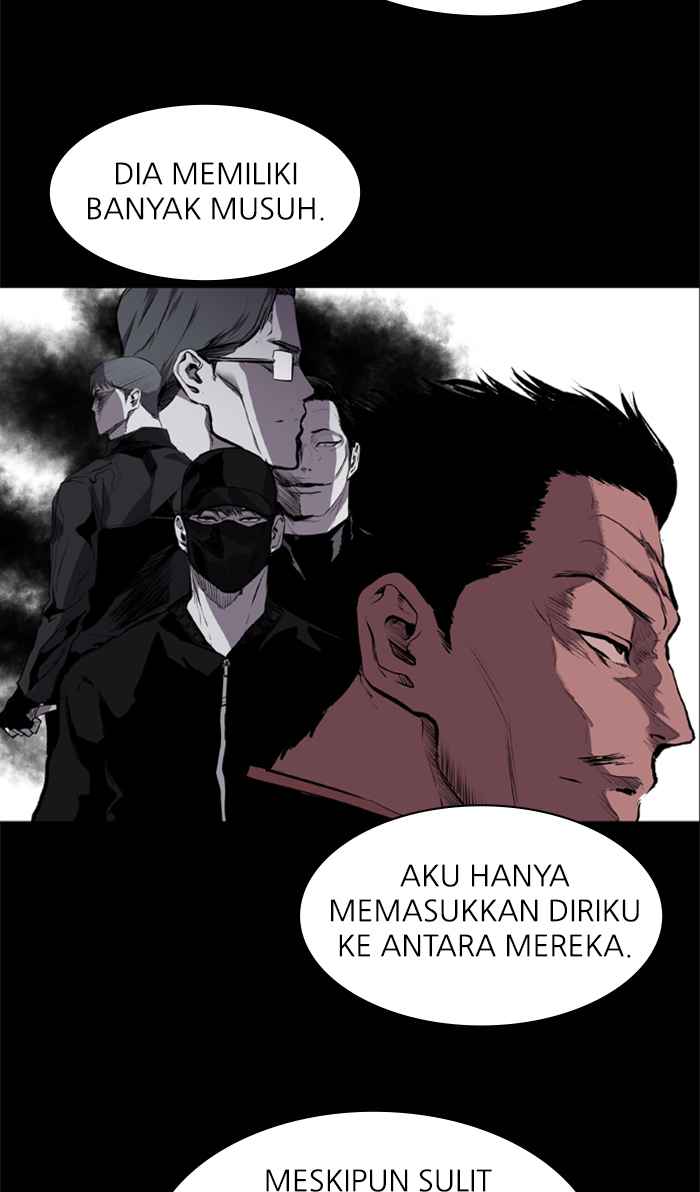 DIA MEMILIKI
BANYAK MUSUH.
AKU HANYA
MEMASUKKAN DIRIKU
KE ANTARA MEREKA.
MESKIPUN SULIT